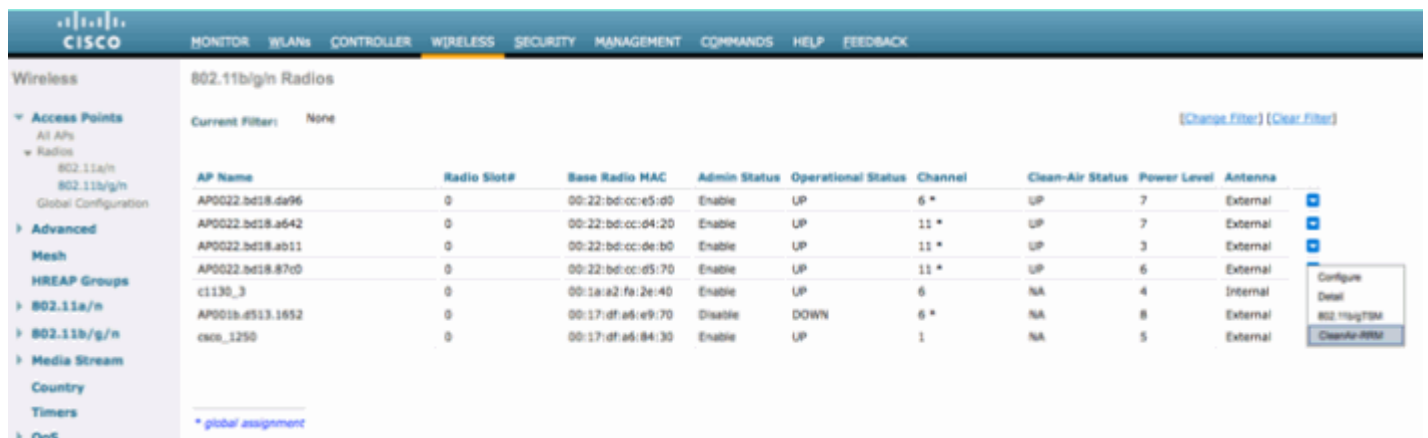 CISCO
MONITOR WLANs CONTROLLER WIRELESS SECURITY MANAGEMENT COMMANDS HELP FEEDBACK
Wireless
Access Points
All APs
Radios
802.11a/n
802.11b/g/n
Global Configuration
Advanced
Mesh
HREAP Groups
802.11a/n
802.11b/g/n
Media Stream
Country
Timers
QoS
802.11b/g/n Radios
Current Filter: None
[Change Filter] [Clear Filter]
AP Name Radio Slot# Base Radio MAC Admin Status Operational Status Channel Clean-Air Status Power Level Antenna
AP0022.bd18.da96 0 00:22:bd:cc:e5:d0 Enable UP 6 * UP 7 External
AP0022.bd18.a642 0 00:22:bd:cc:d4:20 Enable UP 11 * UP 7 External
AP0022.bd18.ab11 0 00:22:bd:cc:de:b0 Enable UP 11 * UP 3 External
AP0022.bd18.87c0 0 00:22:bd:cc:d5:70 Enable UP 11 * UP 6 External
c1130_3 0 00:1a:a2:fa:2e:40 Enable UP 6 NA 4 Internal
AP001b.d513.1652 0 00:17:df:a6:e9:70 Disable DOWN 6 * NA 8 External
csco_1250 0 00:17:df:a6:84:30 Enable UP 1 NA 5 External
Configure
Detail
802.11b/gTSM
CleanAir-RRM
* global assignment